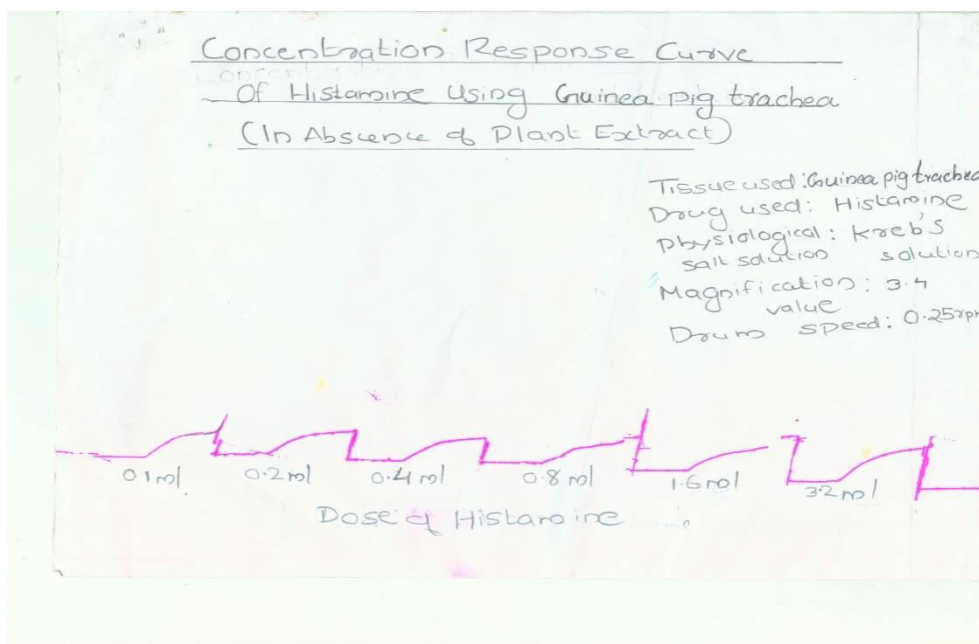 Concentration Response Curve
Of Histamine Using Guinea pig trachea
(In Absence of Plant Extract)
Tissue used: Guinea pig trachea
Drug used: Histamine
Physiological: Kreb's
salt solution solution
Magnification: 3.4
value
Drum speed: 0.25rpm
0.1ml 0.2ml 0.4ml 0.8ml 1.6ml 3.2ml
Dose of Histamine